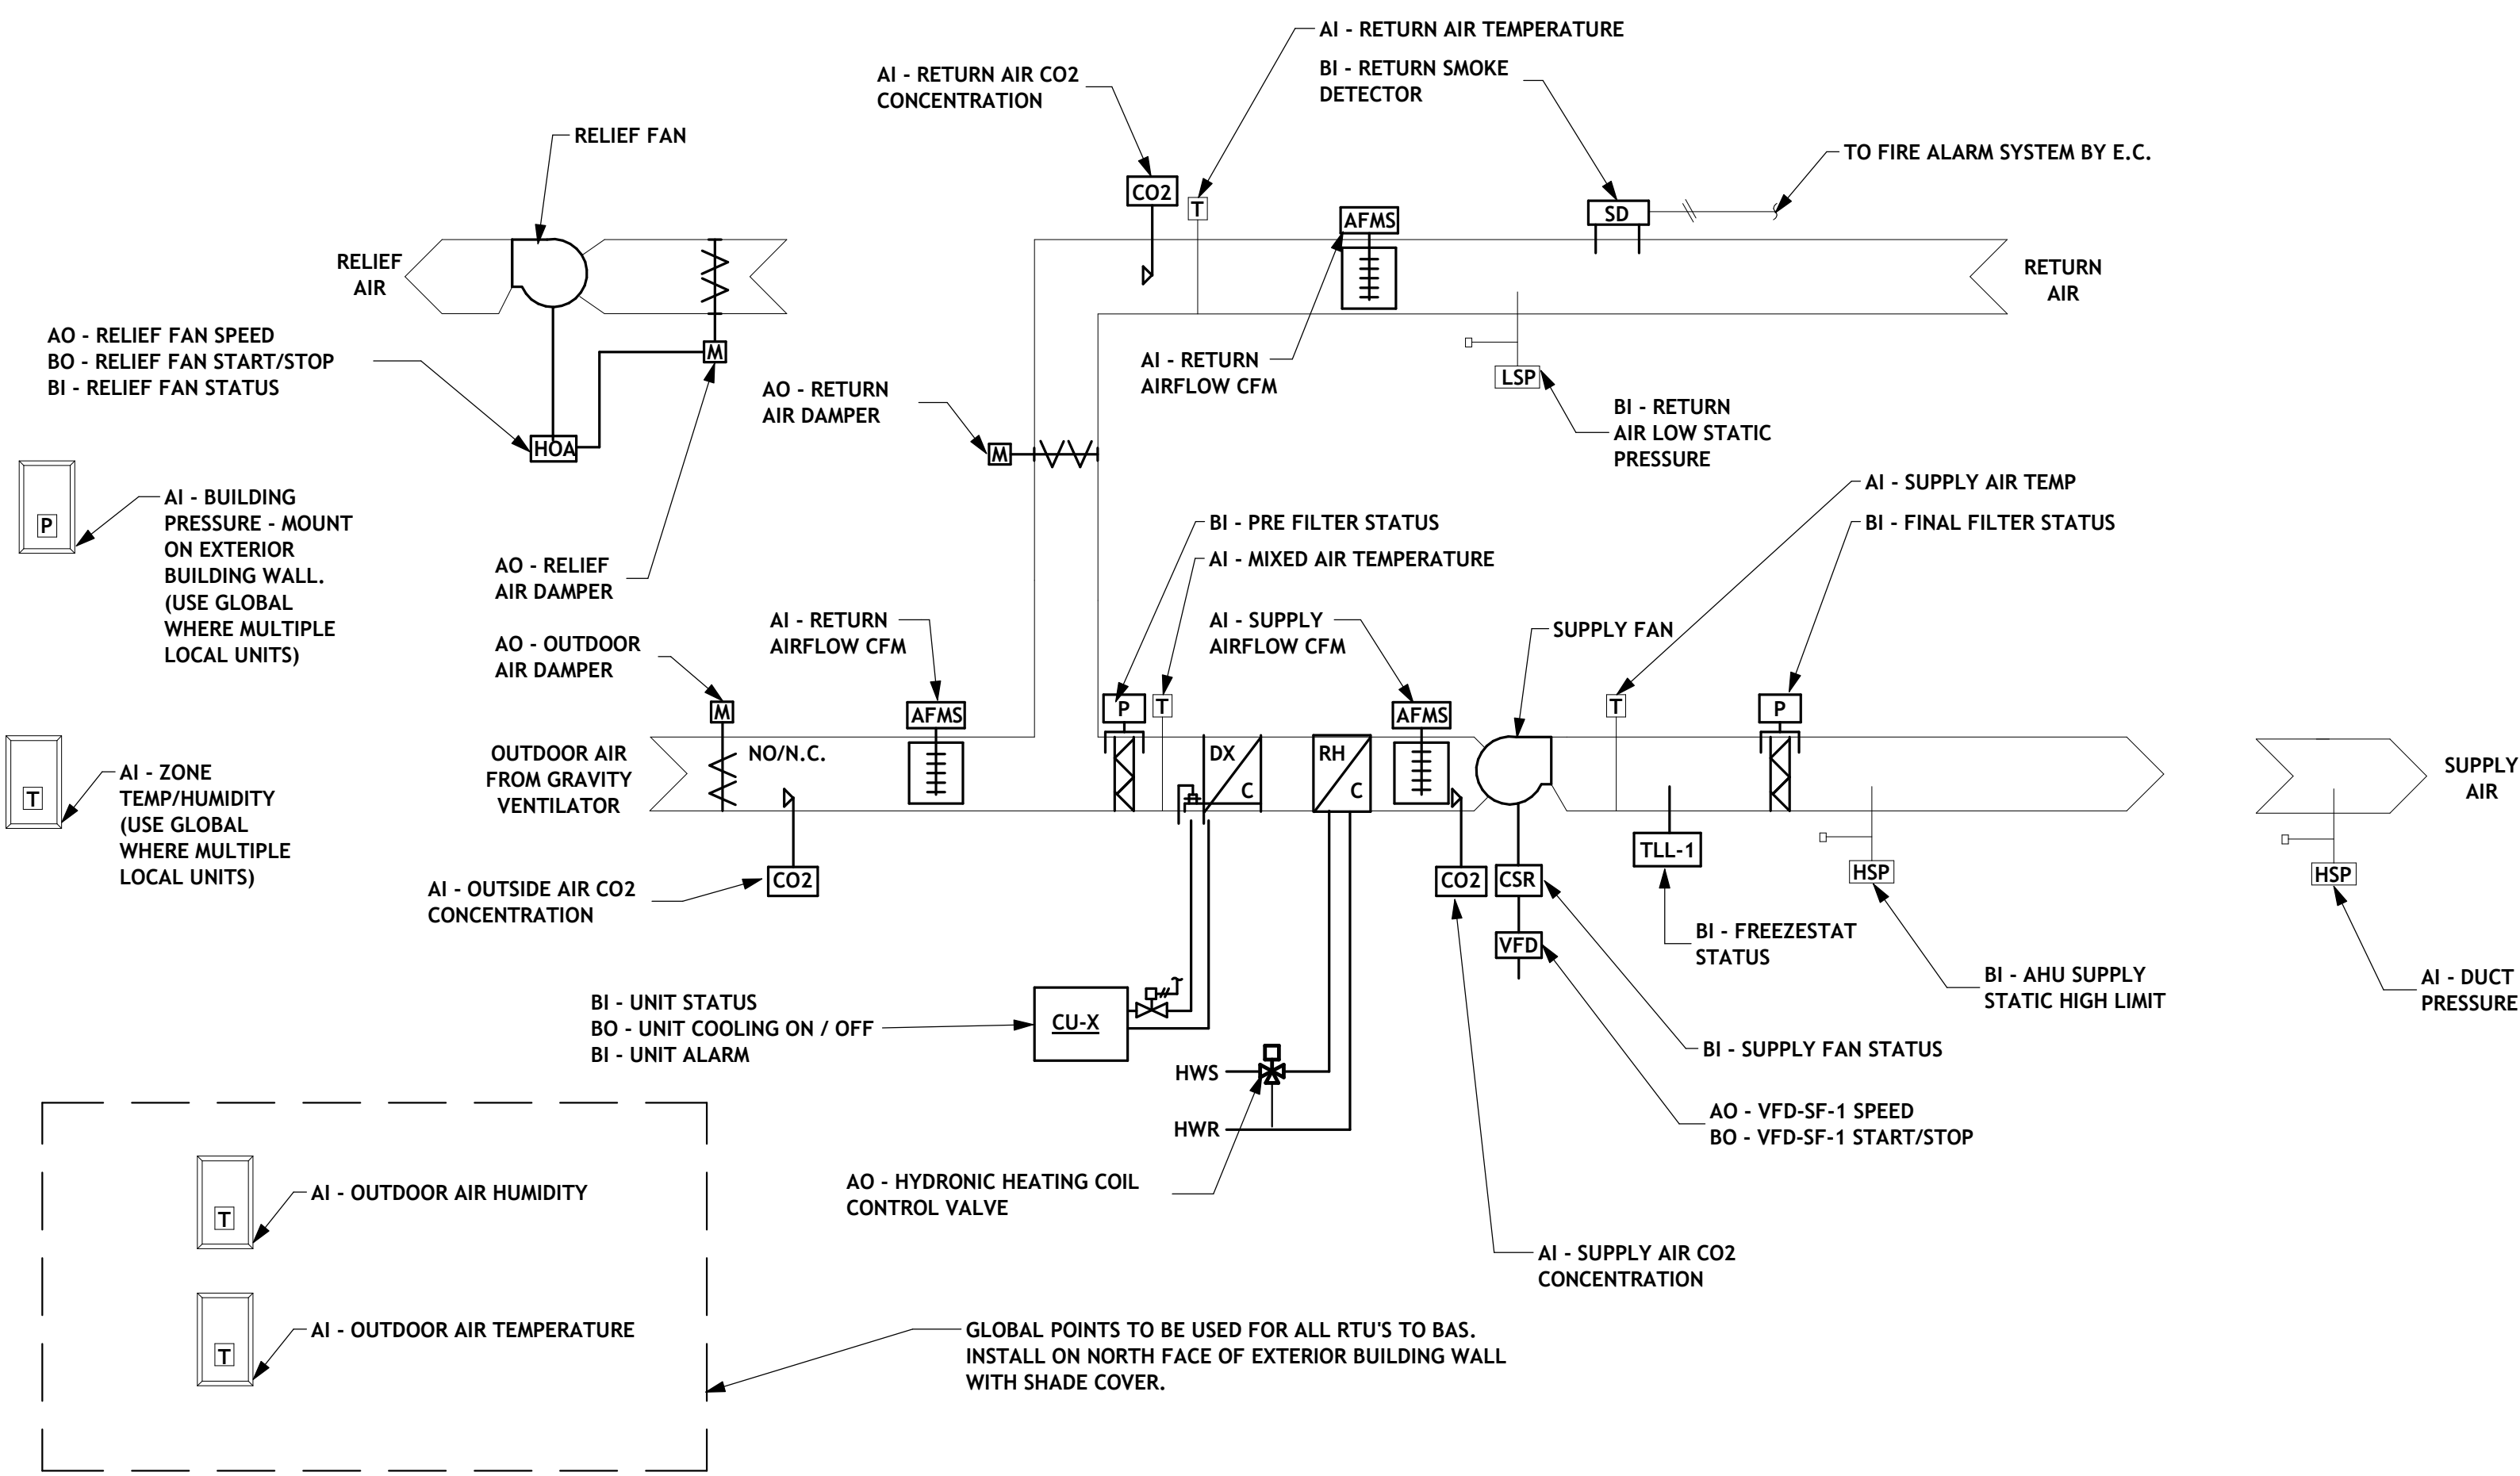 AI - RETURN AIR TEMPERATURE
AI - RETURN AIR CO2
CONCENTRATION
BI - RETURN SMOKE
DETECTOR
RELIEF FAN
TO FIRE ALARM SYSTEM BY E.C.
CO2
T
AFMS
SD
RELIEF
AIR
RETURN
AIR
AO - RELIEF FAN SPEED
BO - RELIEF FAN START/STOP
BI - RELIEF FAN STATUS
M
HOA
AO - RETURN
AIR DAMPER
M
AI - RETURN
AIRFLOW CFM
LSP
BI - RETURN
AIR LOW STATIC
PRESSURE
P
AI - BUILDING
PRESSURE - MOUNT
ON EXTERIOR
BUILDING WALL.
(USE GLOBAL
WHERE MULTIPLE
LOCAL UNITS)
AO - RELIEF
AIR DAMPER
AO - OUTDOOR
AIR DAMPER
AI - RETURN
AIRFLOW CFM
BI - PRE FILTER STATUS
AI - MIXED AIR TEMPERATURE
AI - SUPPLY
AIRFLOW CFM
SUPPLY FAN
AI - SUPPLY AIR TEMP
BI - FINAL FILTER STATUS
M
AFMS
P
T
AFMS
T
P
T
AI - ZONE
TEMP/HUMIDITY
(USE GLOBAL
WHERE MULTIPLE
LOCAL UNITS)
OUTDOOR AIR
FROM GRAVITY
VENTILATOR
NO/N.C.
DX
C
RH
C
SUPPLY
AIR
AI - OUTSIDE AIR CO2
CONCENTRATION
CO2
CO2
CSR
VFD
TLL-1
HSP
HSP
BI - FREEZESTAT
STATUS
BI - AHU SUPPLY
STATIC HIGH LIMIT
AI - DUCT
PRESSURE
BI - UNIT STATUS
BO - UNIT COOLING ON / OFF
BI - UNIT ALARM
CU-X
BI - SUPPLY FAN STATUS
HWS
HWR
AO - VFD-SF-1 SPEED
BO - VFD-SF-1 START/STOP
AO - HYDRONIC HEATING COIL
CONTROL VALVE
AI - SUPPLY AIR CO2
CONCENTRATION
T
AI - OUTDOOR AIR HUMIDITY
T
AI - OUTDOOR AIR TEMPERATURE
GLOBAL POINTS TO BE USED FOR ALL RTU'S TO BAS.
INSTALL ON NORTH FACE OF EXTERIOR BUILDING WALL
WITH SHADE COVER.